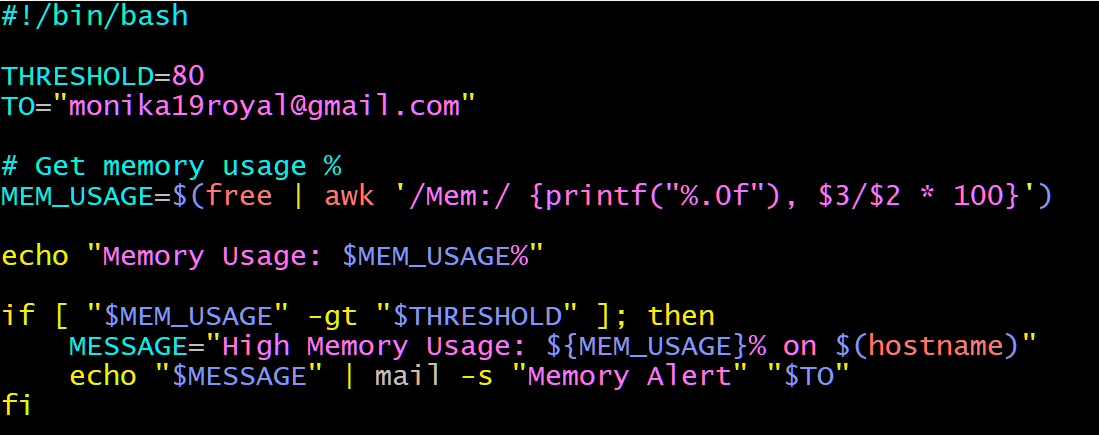 #!/bin/bash
THRESHOLD=80
TO="monika19royal@gmail.com"
# Get memory usage %
MEM_USAGE=$(free | awk '/Mem:/ {printf("%.0f"), $3/$2 * 100}')
echo "Memory Usage: $MEM_USAGE%"
if [ "$MEM_USAGE" -gt "$THRESHOLD" ]; then
    MESSAGE="High Memory Usage: ${MEM_USAGE}% on $(hostname)"
    echo "$MESSAGE" | mail -s "Memory Alert" "$TO"
fi